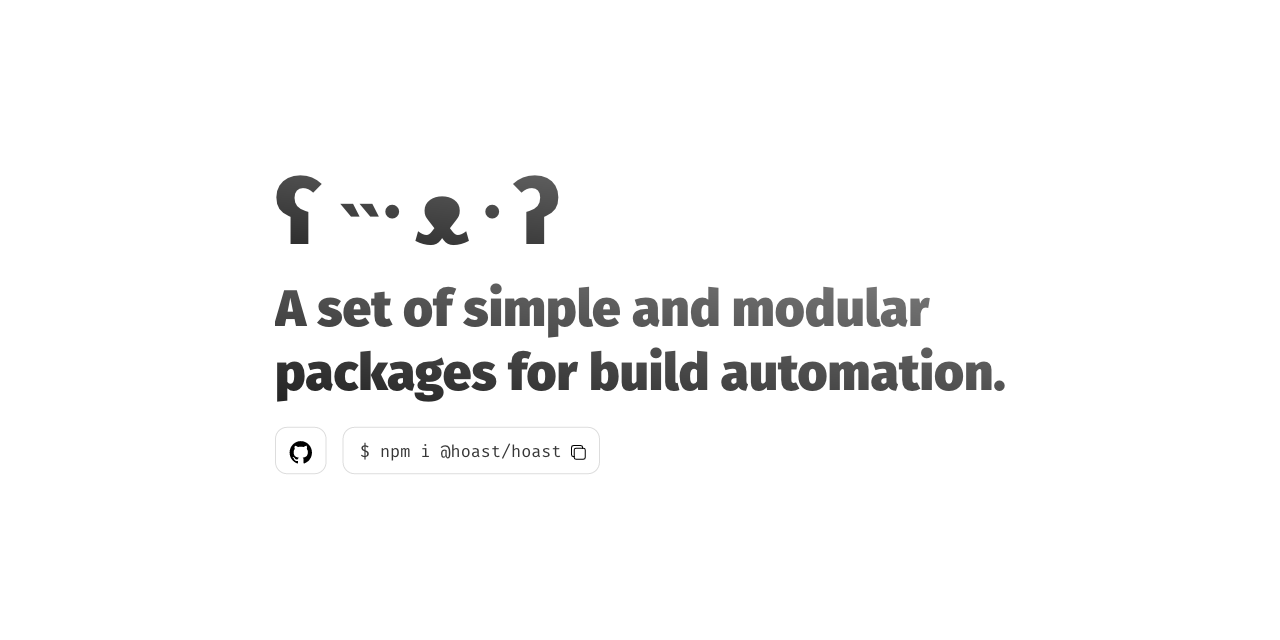 ʕ ˵· ᴥ · ʔ
A set of simple and modular
packages for build automation.
$ npm i @hoast/hoast